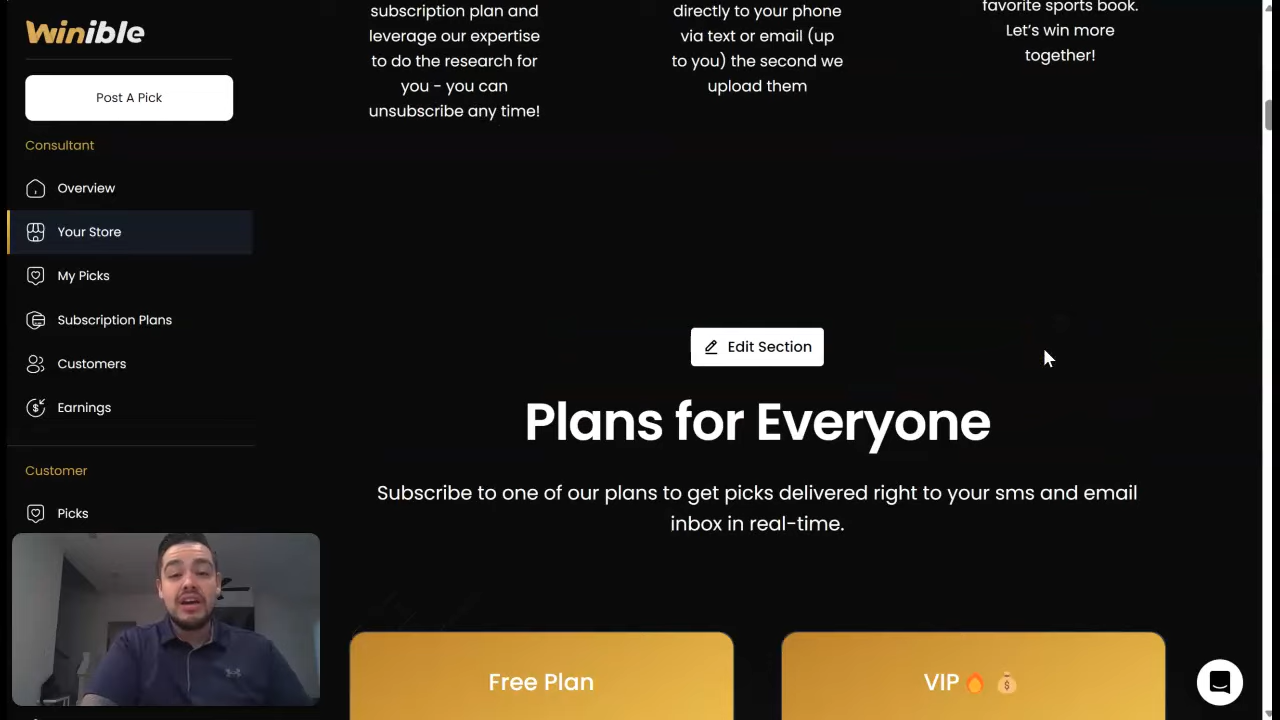 Winible
Post A Pick
Consultant
Overview
Your Store
My Picks
Subscription Plans
Customers
Earnings
Customer
Picks
subscription plan and
leverage our expertise
to do the research for
you - you can
unsubscribe any time!
directly to your phone
via text or email (up
to you) the second we
upload them
favorite sports book.
Let's win more
together!
Edit Section
Plans for Everyone
Subscribe to one of our plans to get picks delivered right to your sms and email
inbox in real-time.
Free Plan
VIP🔥 💰